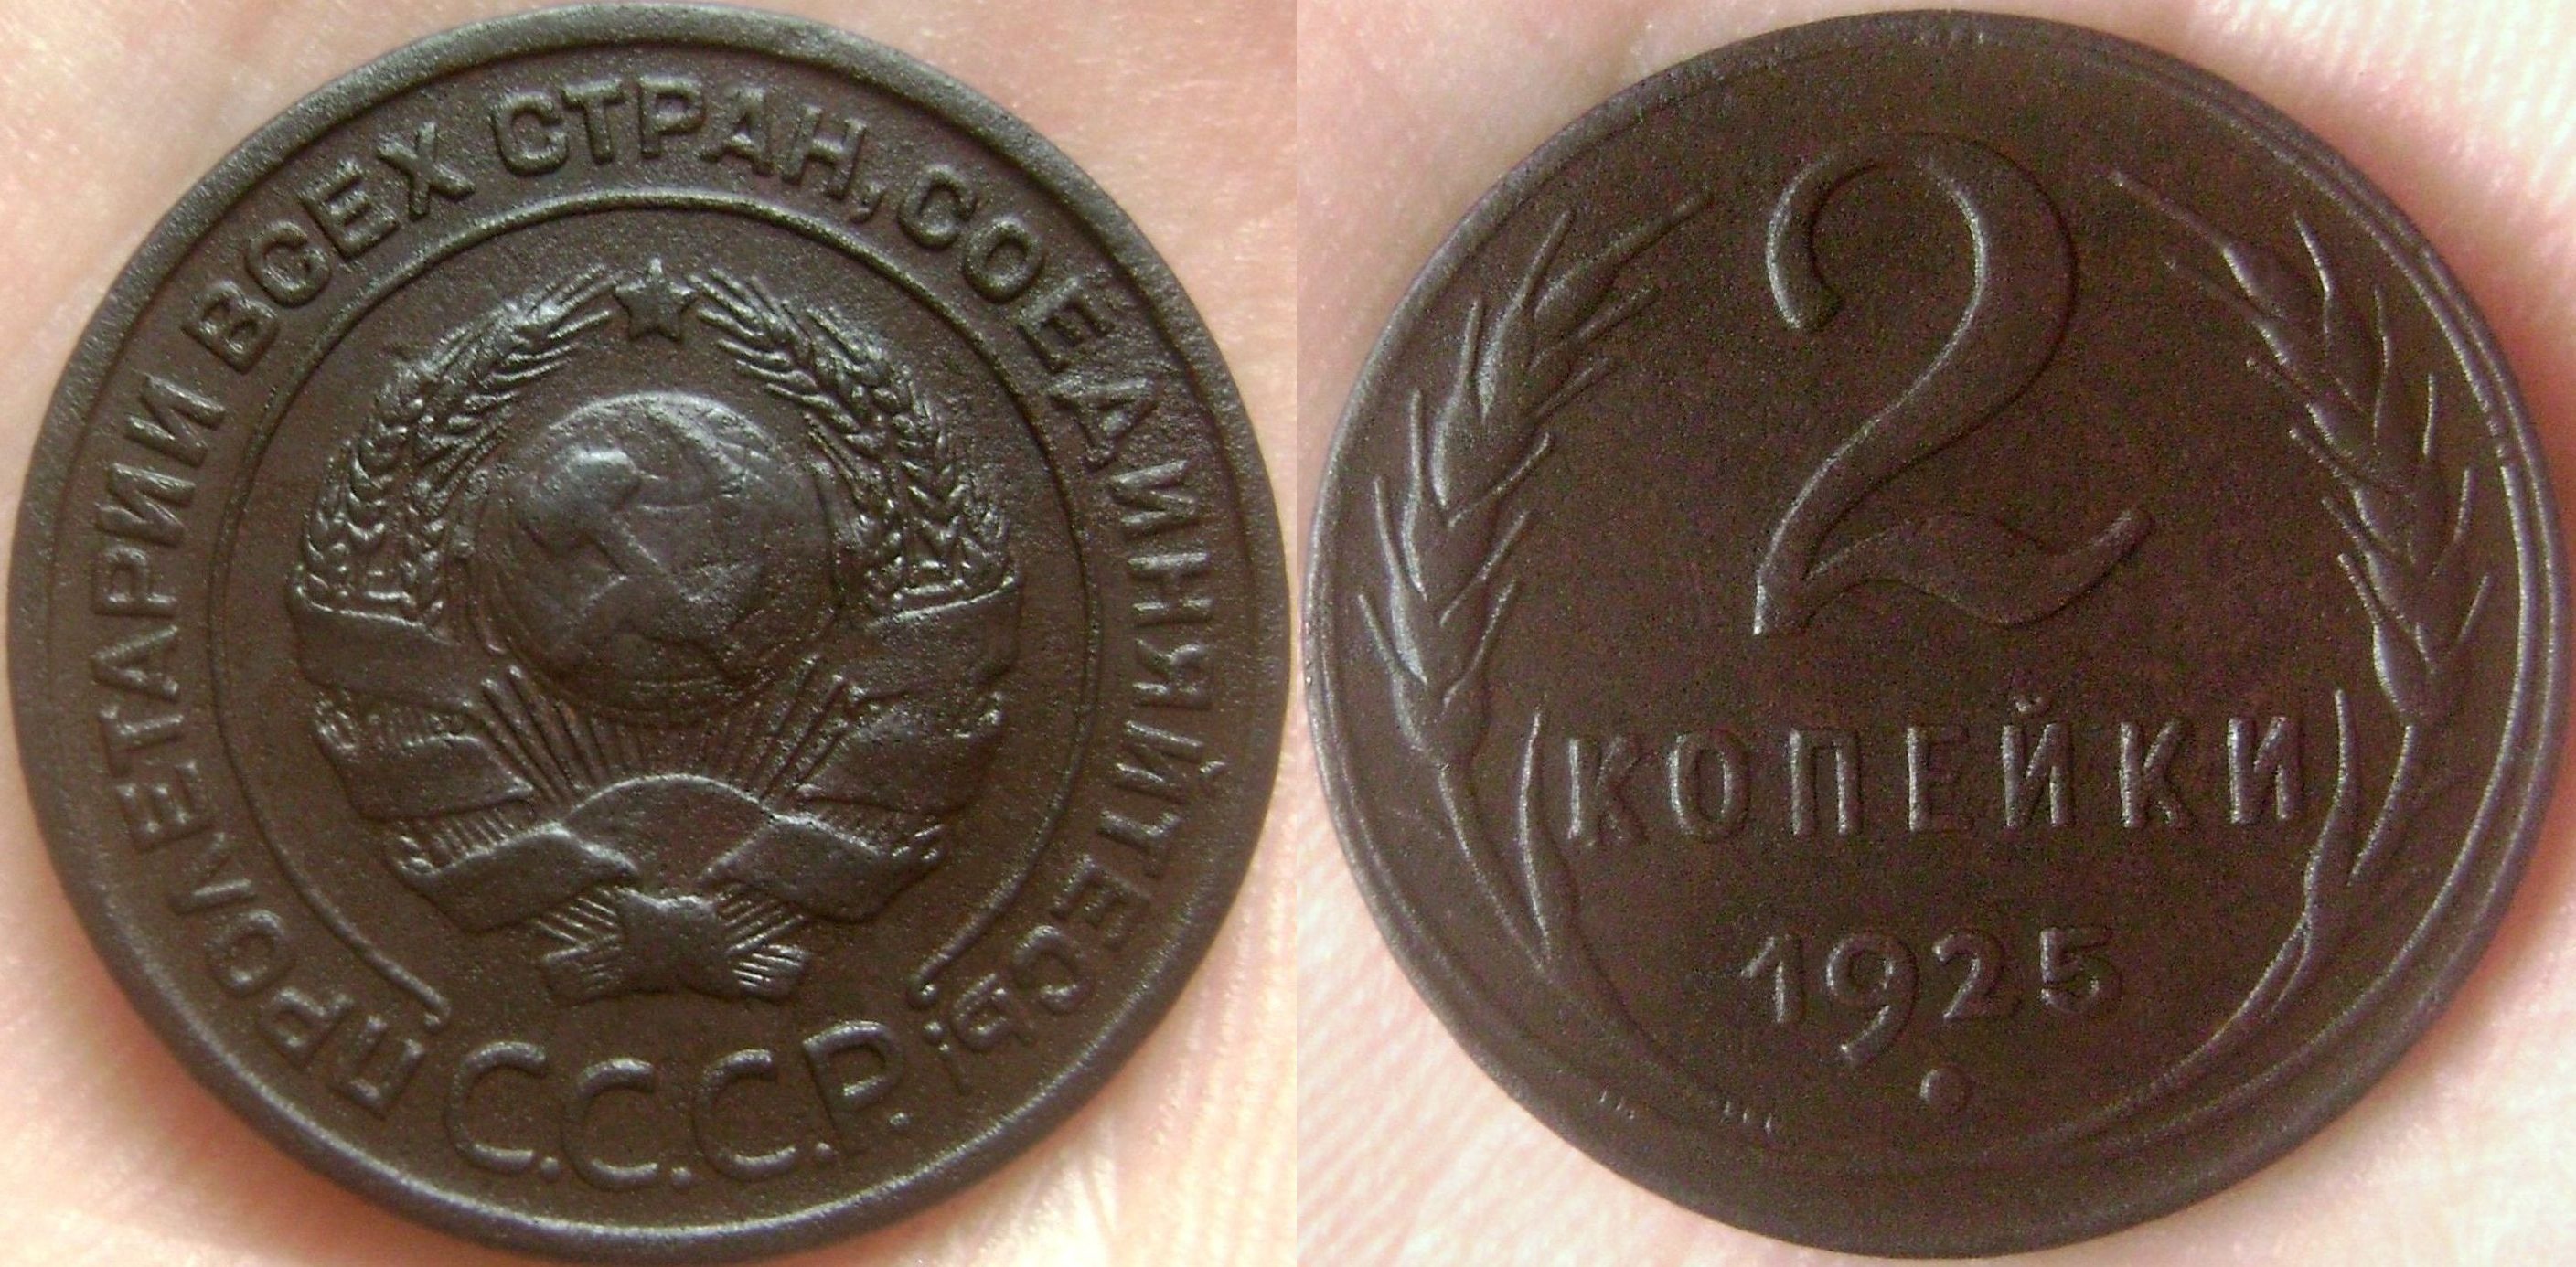 ПРОЛЕТАРИИ ВСЕХ СТРАН, СОЕДИНЯЙТЕСЬ!
С.С.С.Р.
2
КОПЕЙКИ
1925